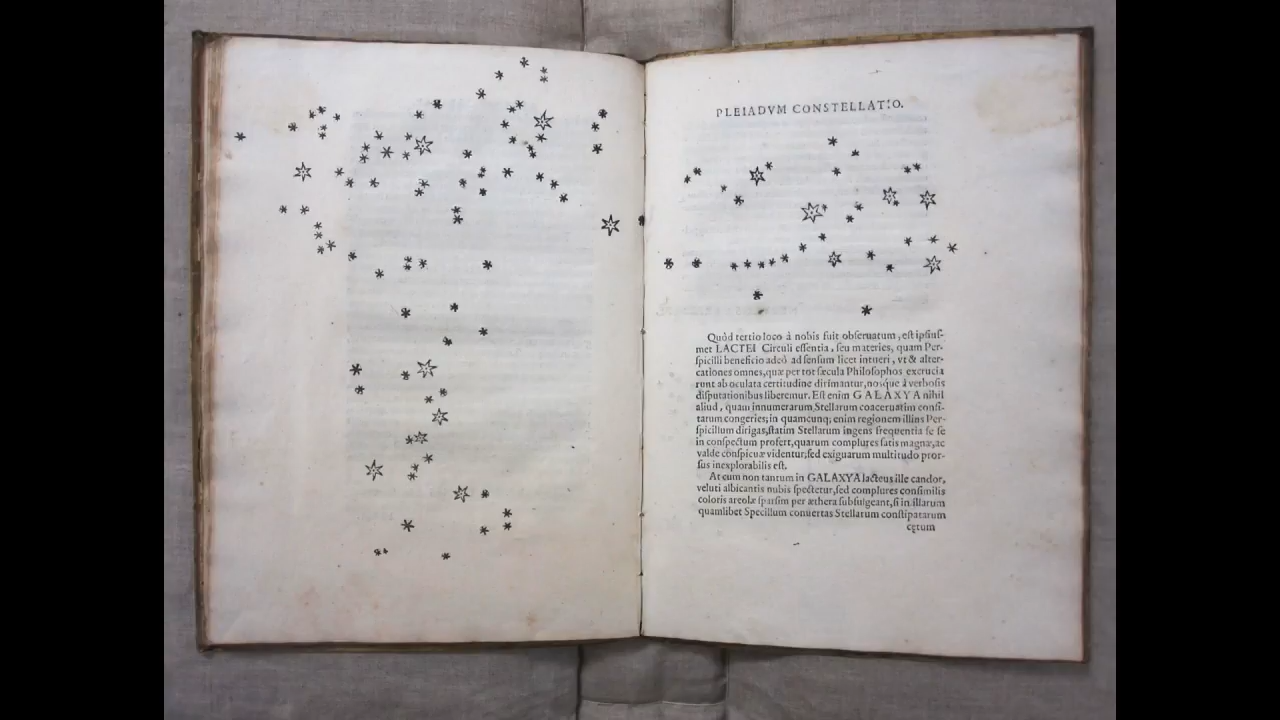 PLEIADVM CONSTELLATIO.
Quòd tertio loco à nobis fuit obſeruatum, eſt ipſiuſ-
met LACTEI Circuli eſſentia, ſeu materies, quam Per-
ſpicilli beneficio adeò ad ſenſum licet intueri, vt & alter-
cationes omnes, quæ per tot ſæcula Philoſophos excrucia
runt ab oculata certitudine dirimantur, nosque à verboſis
diſputationibus liberemur. Eſt enim GALAXYA nihil
aliud, quam innumerarum Stellarum coaceruatim conſi-
tarum congeries; in quamcunq; enim regionem illius Per-
ſpicillum dirigas, ſtatim Stellarum ingens frequentia ſe ſe
in conſpectum profert, quarum complures ſatis magnæ, ac
valde conſpicuæ videntur; ſed exiguarum multitudo pror-
ſus inexplorabilis eſt.
At cum non tantum in GALAXYA lacteus ille candor,
veluti albicantis nubis ſpectetur, ſed complures conſimilis
coloris areolæ ſparſim per æthera ſubfulgeant, ſi in illarum
quamlibet Specillum conuertas Stellarum conſtipatarum
cętum